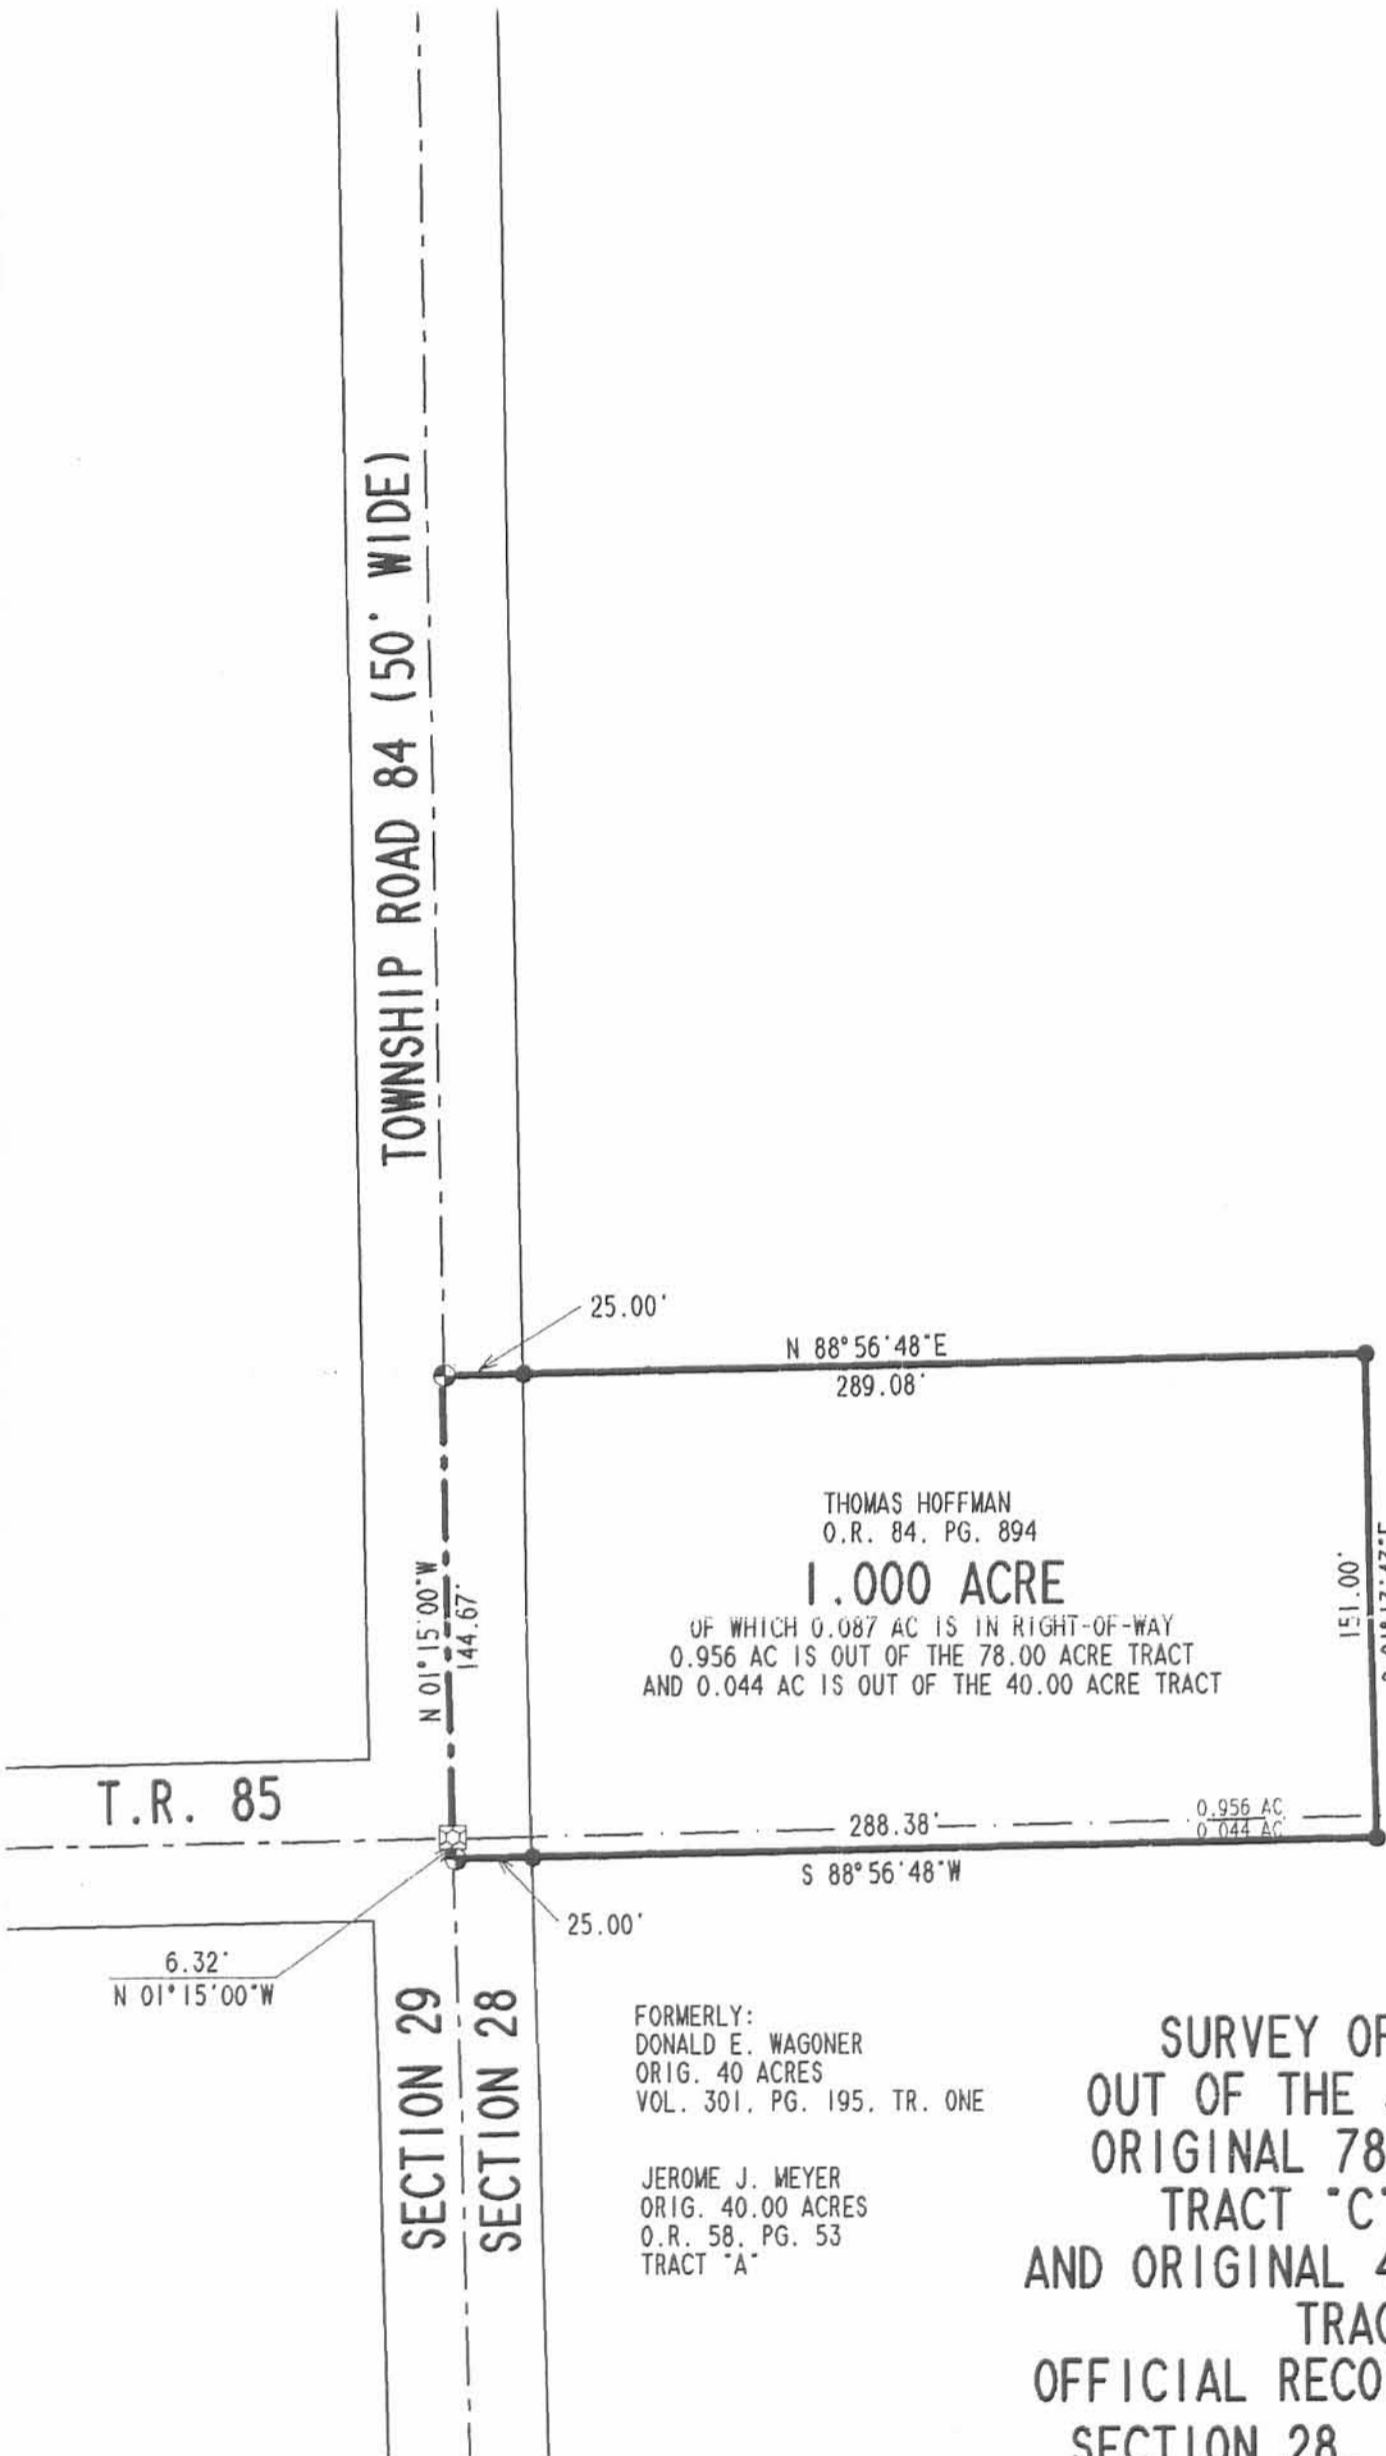 TOWNSHIP ROAD 84 (50' WIDE)
25.00'
N 88°56'48"E
289.08'
THOMAS HOFFMAN
O.R. 84, PG. 894
1.000 ACRE
OF WHICH 0.087 AC IS IN RIGHT-OF-WAY
0.956 AC IS OUT OF THE 78.00 ACRE TRACT
AND 0.044 AC IS OUT OF THE 40.00 ACRE TRACT
N 01°15'00"W
144.67'
151.00'
T.R. 85
0.956 AC
0.044 AC
288.38'
S 88°56'48"W
25.00'
6.32'
N 01°15'00"W
SECTION 29
SECTION 28
FORMERLY:
DONALD E. WAGONER
ORIG. 40 ACRES
VOL. 301, PG. 195, TR. ONE
JEROME J. MEYER
ORIG. 40.00 ACRES
O.R. 58, PG. 53
TRACT "A"
SURVEY OF
OUT OF THE
ORIGINAL 78
TRACT "C"
AND ORIGINAL 4
TRAC
OFFICIAL RECO
SECTION 28,